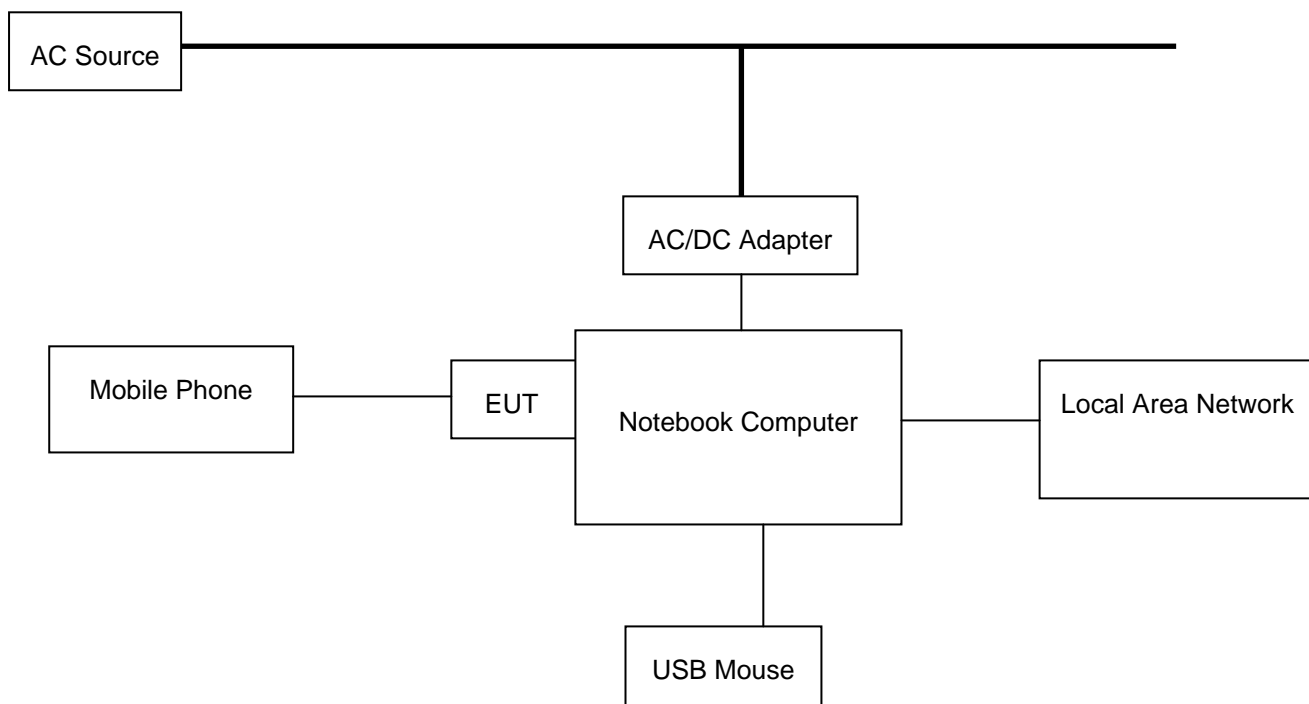 AC Source
AC/DC Adapter
Mobile Phone
EUT
Notebook Computer
Local Area Network
USB Mouse